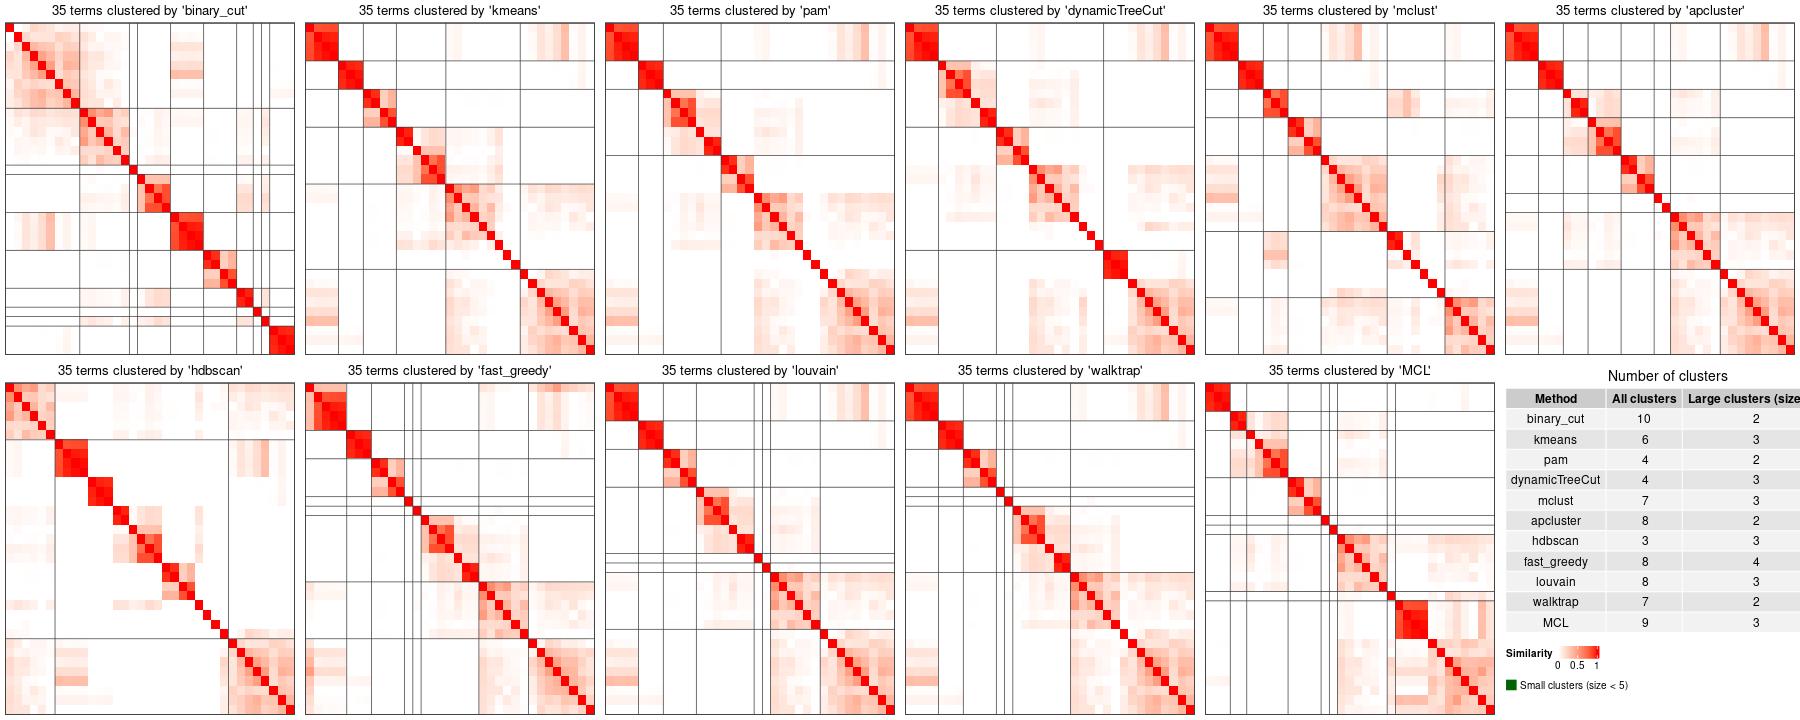 35 terms clustered by 'binary_cut'
35 terms clustered by 'kmeans'
35 terms clustered by 'pam'
35 terms clustered by 'dynamicTreeCut'
35 terms clustered by 'mclust'
35 terms clustered by 'apcluster'
35 terms clustered by 'hdbscan'
35 terms clustered by 'fast_greedy'
35 terms clustered by 'louvain'
35 terms clustered by 'walktrap'
35 terms clustered by 'MCL'
Number of clusters
Method All clusters Large clusters (size
binary_cut 10 2
kmeans 6 3
pam 4 2
dynamicTreeCut 4 3
mclust 7 3
apcluster 8 2
hdbscan 3 3
fast_greedy 8 4
louvain 8 3
walktrap 7 2
MCL 9 3
Similarity
0 0.5 1
Small clusters (size < 5)